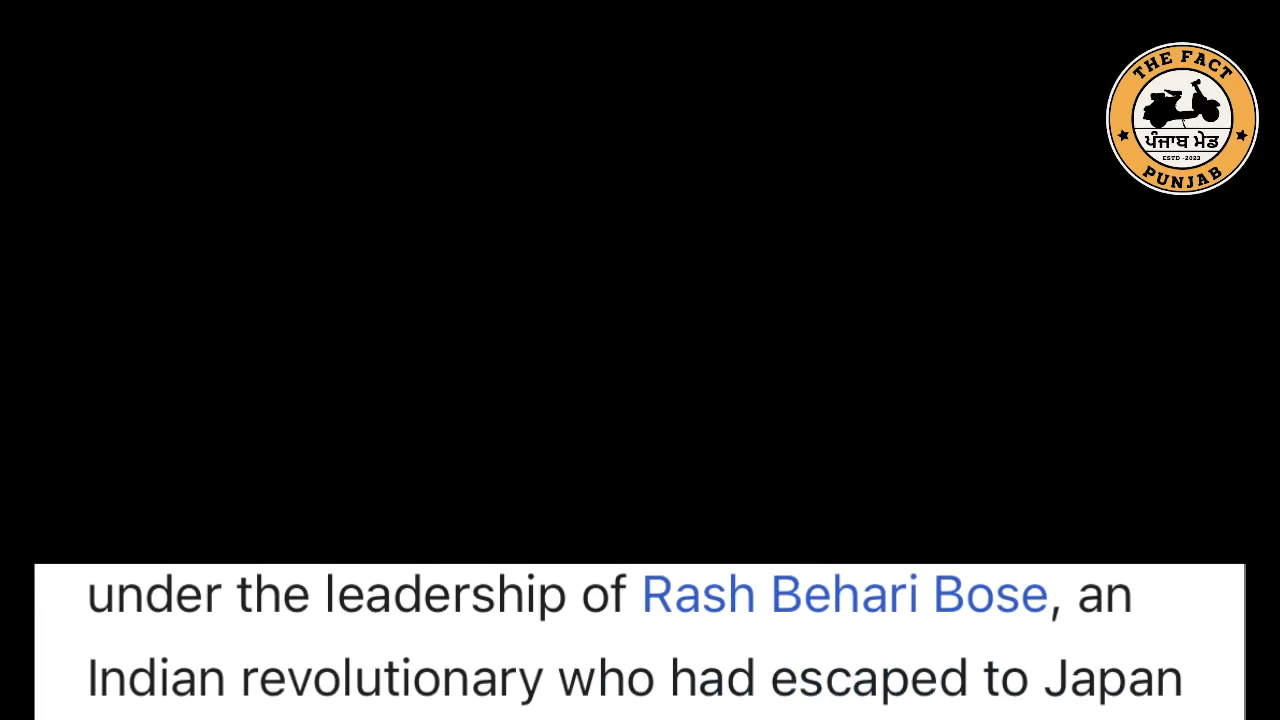 THE FACT
ਪੰਜਾਬ ਮੇਡ
ESTD -2023
PUNJAB
under the leadership of Rash Behari Bose, an
Indian revolutionary who had escaped to Japan